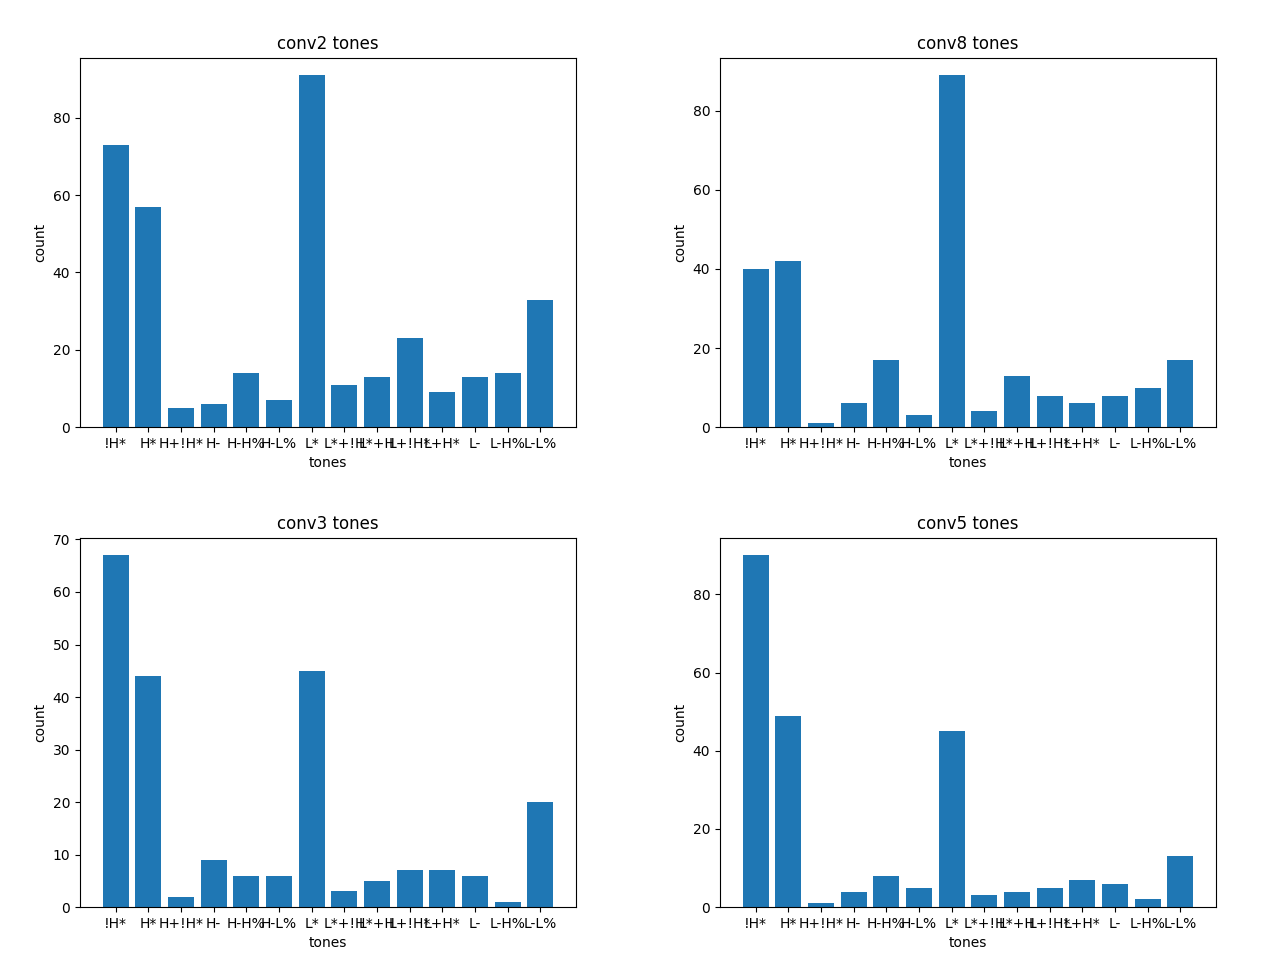 conv2 tones
count
80
60
40
20
0
!H* H* H+!H* H- H-H% H-L% L* L*+!H L*+H L+!H* L+H* L- L-H% L-L%
tones
conv8 tones
count
80
60
40
20
0
!H* H* H+!H* H- H-H% H-L% L* L*+!H L*+H L+!H* L+H* L- L-H% L-L%
tones
conv3 tones
count
70
60
50
40
30
20
10
0
!H* H* H+!H* H- H-H% H-L% L* L*+!H L*+H L+!H* L+H* L- L-H% L-L%
tones
conv5 tones
count
80
60
40
20
0
!H* H* H+!H* H- H-H% H-L% L* L*+!H L*+H L+!H* L+H* L- L-H% L-L%
tones